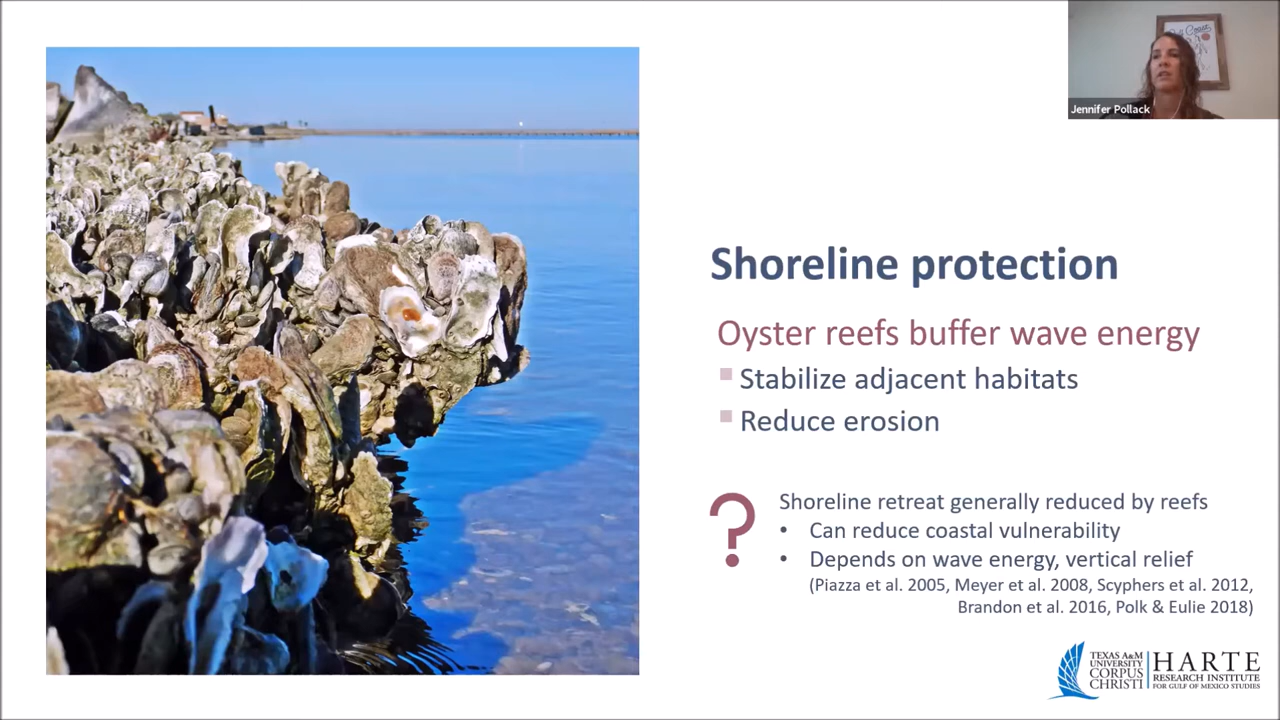 Jennifer Pollack
Shoreline protection
Oyster reefs buffer wave energy
Stabilize adjacent habitats
Reduce erosion
?
Shoreline retreat generally reduced by reefs
• Can reduce coastal vulnerability
• Depends on wave energy, vertical relief
(Piazza et al. 2005, Meyer et al. 2008, Scyphers et al. 2012,
Brandon et al. 2016, Polk & Eulie 2018)
TEXAS A&M
UNIVERSITY
CORPUS
CHRISTI
HARTE
RESEARCH INSTITUTE
FOR GULF OF MEXICO STUDIES